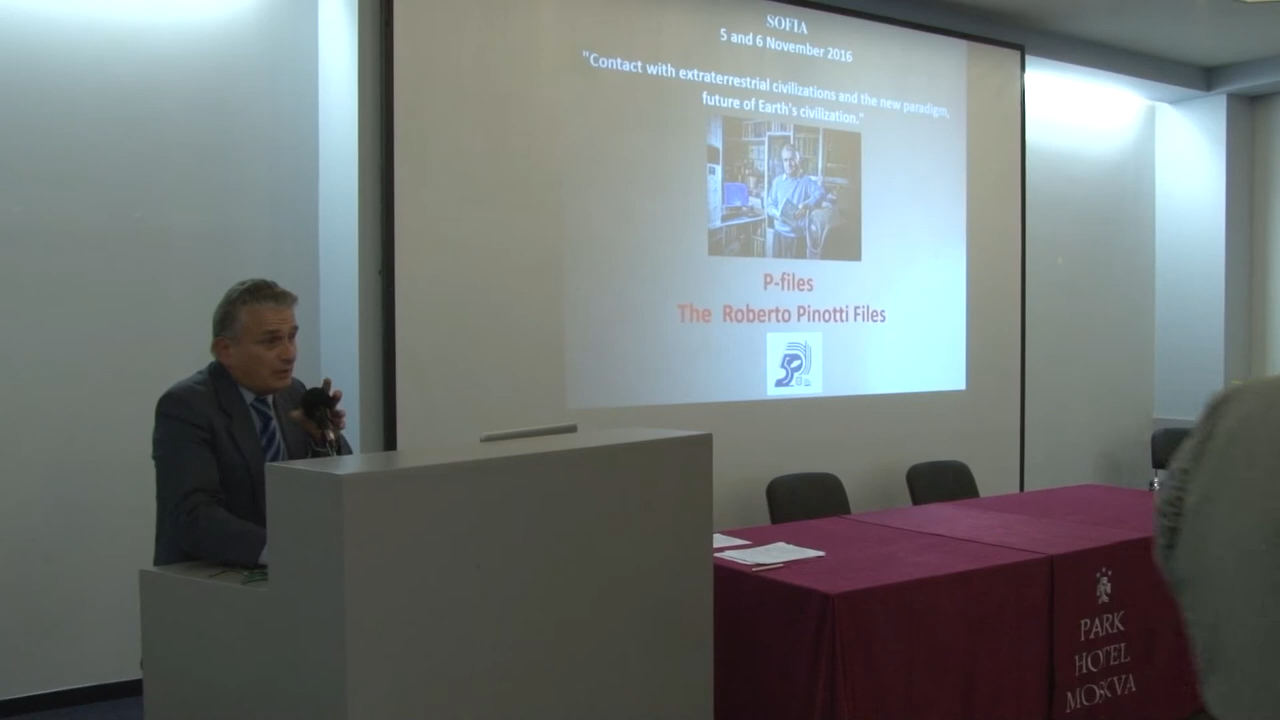 SOFIA
5 and 6 November 2016
"Contact with extraterrestrial civilizations and the new paradigm,
future of Earth's civilization."
P-files
The Roberto Pinotti Files
PARK
HOTEL
MOSKVA